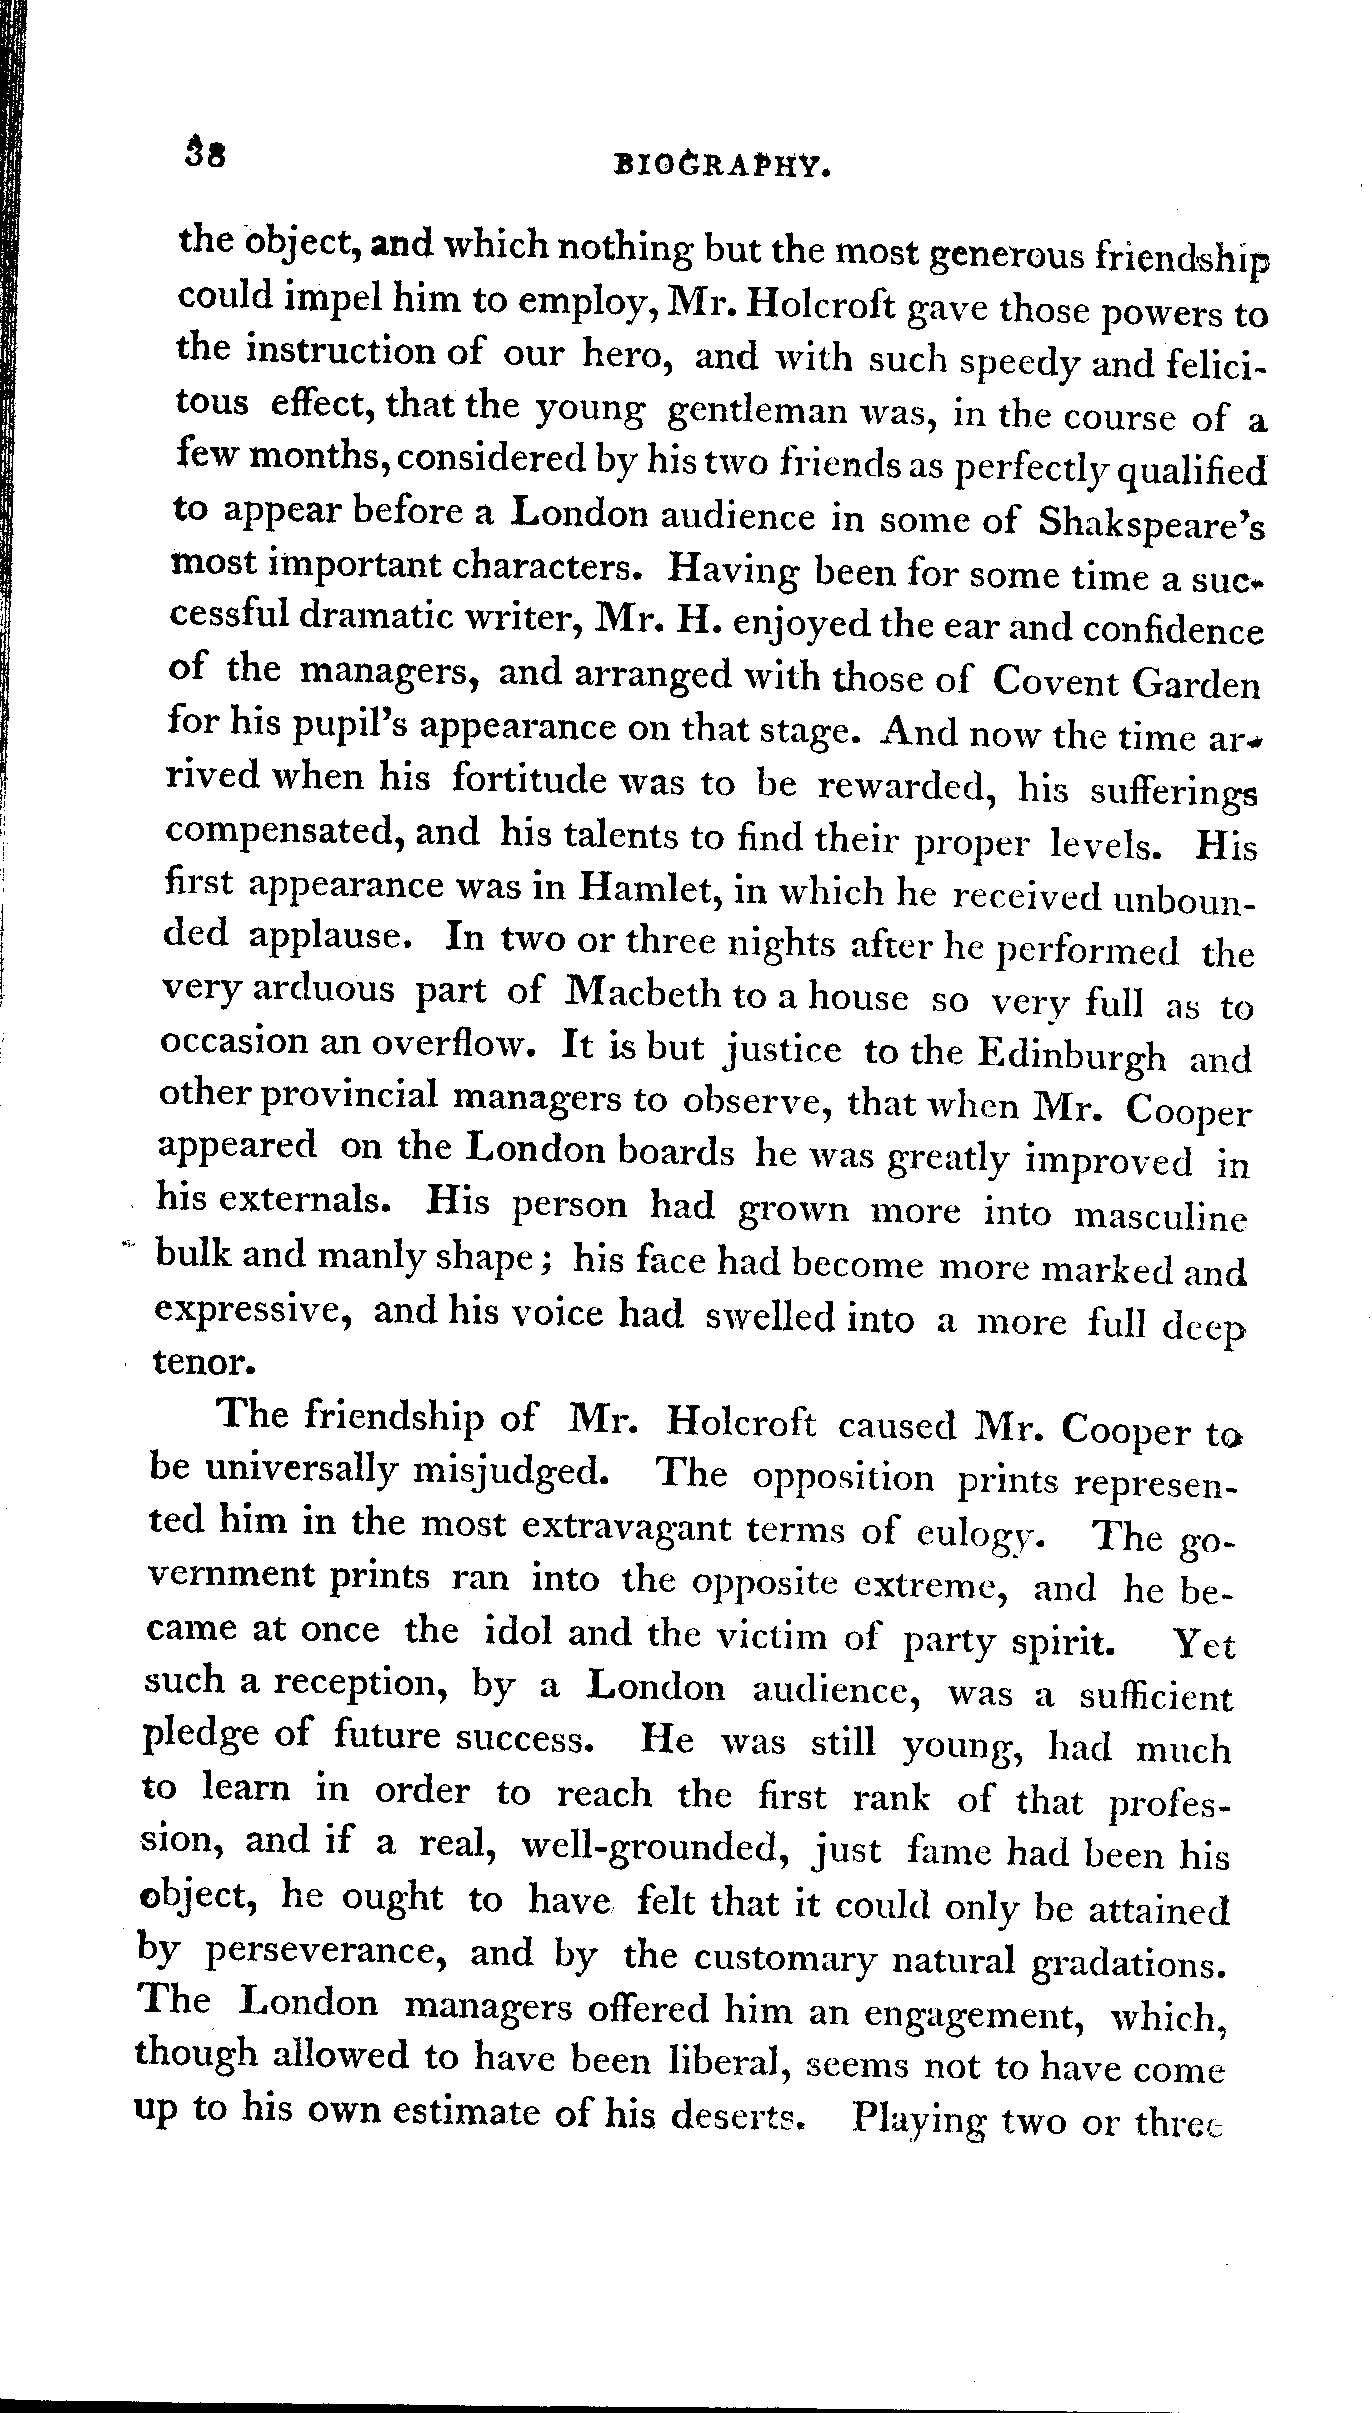 38
BIOGRAPHY.
the object, and which nothing but the most generous friendship
could impel him to employ, Mr. Holcroft gave those powers to
the instruction of our hero, and with such speedy and felici-
tous effect, that the young gentleman was, in the course of a
few months, considered by his two friends as perfectly qualified
to appear before a London audience in some of Shakspeare's
most important characters. Having been for some time a suc-
cessful dramatic writer, Mr. H. enjoyed the ear and confidence
of the managers, and arranged with those of Covent Garden
for his pupil's appearance on that stage. And now the time ar-
rived when his fortitude was to be rewarded, his sufferings
compensated, and his talents to find their proper levels. His
first appearance was in Hamlet, in which he received unboun-
ded applause. In two or three nights after he performed the
very arduous part of Macbeth to a house so very full as to
occasion an overflow. It is but justice to the Edinburgh and
other provincial managers to observe, that when Mr. Cooper
appeared on the London boards he was greatly improved in
his externals. His person had grown more into masculine
bulk and manly shape; his face had become more marked and
expressive, and his voice had swelled into a more full deep
tenor.
The friendship of Mr. Holcroft caused Mr. Cooper to
be universally misjudged. The opposition prints represen-
ted him in the most extravagant terms of eulogy. The go-
vernment prints ran into the opposite extreme, and he be-
came at once the idol and the victim of party spirit. Yet
such a reception, by a London audience, was a sufficient
pledge of future success. He was still young, had much
to learn in order to reach the first rank of that profes-
sion, and if a real, well-grounded, just fame had been his
object, he ought to have felt that it could only be attained
by perseverance, and by the customary natural gradations.
The London managers offered him an engagement, which,
though allowed to have been liberal, seems not to have come
up to his own estimate of his deserts. Playing two or three